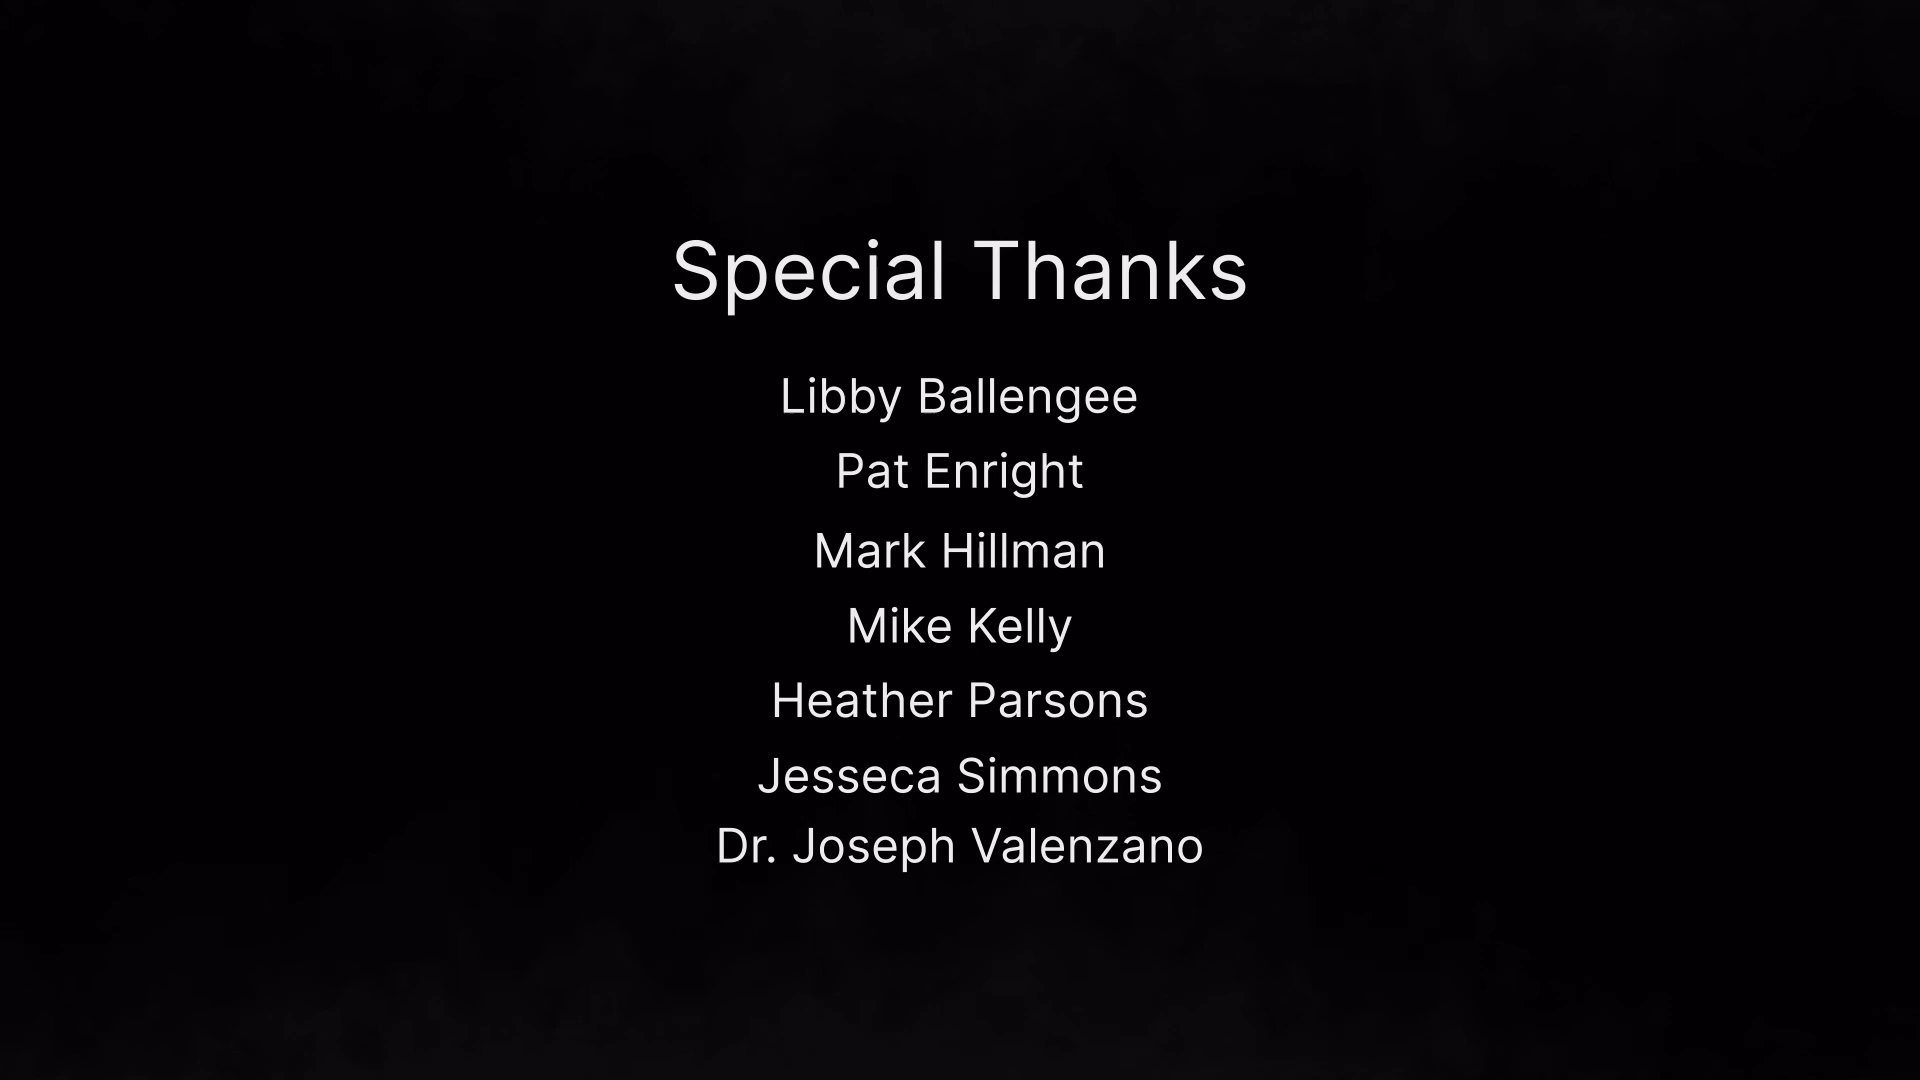 Special Thanks
Libby Ballengee
Pat Enright
Mark Hillman
Mike Kelly
Heather Parsons
Jesseca Simmons
Dr. Joseph Valenzano